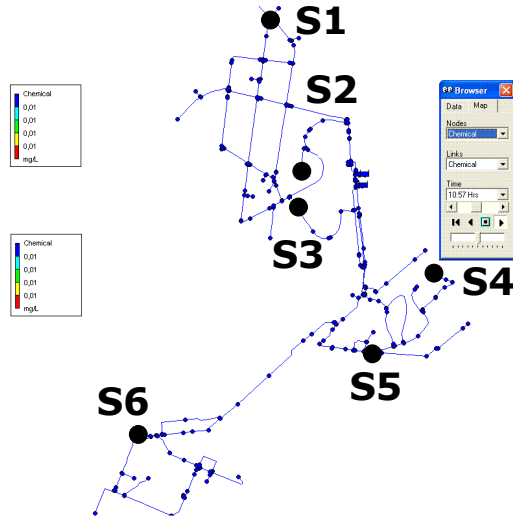 S1
Chemical
0,01
0,01
0,01
0,01
mg/L
S2
Browser
Data Map
Nodes
Chemical
Links
Chemical
Time
10:57 Hrs
S3
Chemical
0,01
0,01
0,01
0,01
mg/L
S4
S5
S6